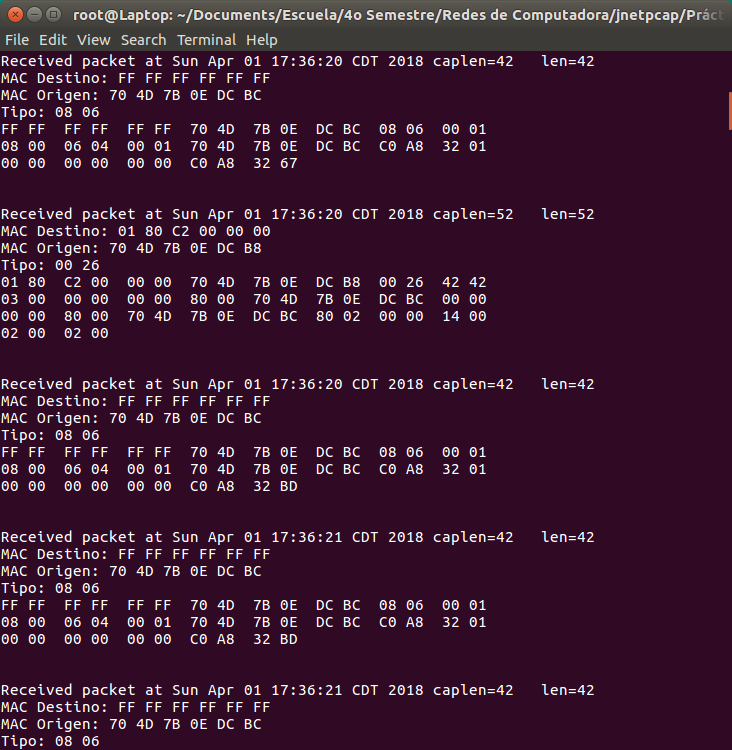 root@Laptop: ~/Documents/Escuela/4o Semestre/Redes de Computadora/jnetpcap/Práct
File Edit View Search Terminal Help
Received packet at Sun Apr 01 17:36:20 CDT 2018 caplen=42   len=42
MAC Destino: FF FF FF FF FF FF
MAC Origen: 70 4D 7B 0E DC BC
Tipo: 08 06
FF FF  FF FF  FF FF  70 4D  7B 0E  DC BC  08 06  00 01
08 00  06 04  00 01  70 4D  7B 0E  DC BC  C0 A8  32 01
00 00  00 00  00 00  C0 A8  32 67
Received packet at Sun Apr 01 17:36:20 CDT 2018 caplen=52   len=52
MAC Destino: 01 80 C2 00 00 00
MAC Origen: 70 4D 7B 0E DC B8
Tipo: 00 26
01 80  C2 00  00 00  70 4D  7B 0E  DC B8  00 26  42 42
03 00  00 00  00 00  80 00  70 4D  7B 0E  DC BC  00 00
00 00  80 00  70 4D  7B 0E  DC BC  80 02  00 00  14 00
02 00  02 00
Received packet at Sun Apr 01 17:36:20 CDT 2018 caplen=42   len=42
MAC Destino: FF FF FF FF FF FF
MAC Origen: 70 4D 7B 0E DC BC
Tipo: 08 06
FF FF  FF FF  FF FF  70 4D  7B 0E  DC BC  08 06  00 01
08 00  06 04  00 01  70 4D  7B 0E  DC BC  C0 A8  32 01
00 00  00 00  00 00  C0 A8  32 BD
Received packet at Sun Apr 01 17:36:21 CDT 2018 caplen=42   len=42
MAC Destino: FF FF FF FF FF FF
MAC Origen: 70 4D 7B 0E DC BC
Tipo: 08 06
FF FF  FF FF  FF FF  70 4D  7B 0E  DC BC  08 06  00 01
08 00  06 04  00 01  70 4D  7B 0E  DC BC  C0 A8  32 01
00 00  00 00  00 00  C0 A8  32 BD
Received packet at Sun Apr 01 17:36:21 CDT 2018 caplen=42   len=42
MAC Destino: FF FF FF FF FF FF
MAC Origen: 70 4D 7B 0E DC BC
Tipo: 08 06